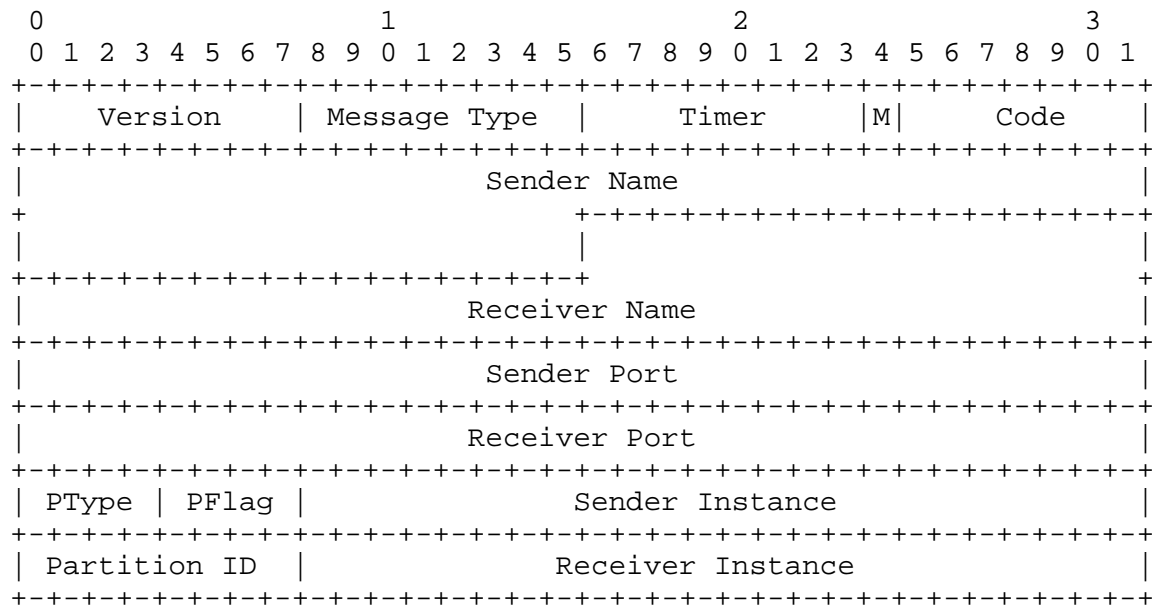 0                   1                   2                   3
 0 1 2 3 4 5 6 7 8 9 0 1 2 3 4 5 6 7 8 9 0 1 2 3 4 5 6 7 8 9 0 1
+-+-+-+-+-+-+-+-+-+-+-+-+-+-+-+-+-+-+-+-+-+-+-+-+-+-+-+-+-+-+-+-+
|    Version    | Message Type  |     Timer     |M|     Code    |
+-+-+-+-+-+-+-+-+-+-+-+-+-+-+-+-+-+-+-+-+-+-+-+-+-+-+-+-+-+-+-+-+
|                          Sender Name                          |
+                               +-+-+-+-+-+-+-+-+-+-+-+-+-+-+-+-+
|                               |                               |
+-+-+-+-+-+-+-+-+-+-+-+-+-+-+-+-+                               +
|                         Receiver Name                         |
+-+-+-+-+-+-+-+-+-+-+-+-+-+-+-+-+-+-+-+-+-+-+-+-+-+-+-+-+-+-+-+-+
|                          Sender Port                          |
+-+-+-+-+-+-+-+-+-+-+-+-+-+-+-+-+-+-+-+-+-+-+-+-+-+-+-+-+-+-+-+-+
|                         Receiver Port                         |
+-+-+-+-+-+-+-+-+-+-+-+-+-+-+-+-+-+-+-+-+-+-+-+-+-+-+-+-+-+-+-+-+
| PType | PFlag |               Sender Instance                 |
+-+-+-+-+-+-+-+-+-+-+-+-+-+-+-+-+-+-+-+-+-+-+-+-+-+-+-+-+-+-+-+-+
| Partition ID  |              Receiver Instance                |
+-+-+-+-+-+-+-+-+-+-+-+-+-+-+-+-+-+-+-+-+-+-+-+-+-+-+-+-+-+-+-+-+